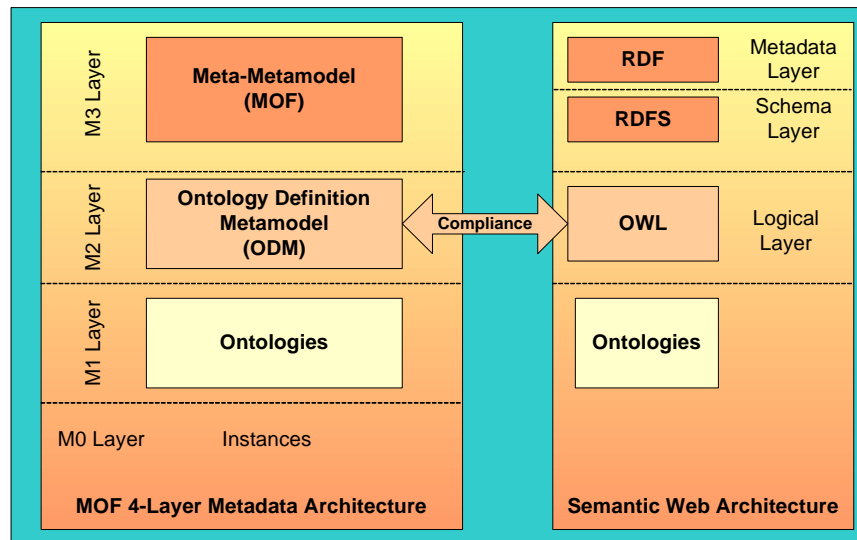 M3 Layer
Meta-Metamodel
(MOF)
M2 Layer
Ontology Definition
Metamodel
(ODM)
M1 Layer
Ontologies
M0 Layer
Instances
MOF 4-Layer Metadata Architecture
Compliance
RDF
Metadata
Layer
RDFS
Schema
Layer
OWL
Logical
Layer
Ontologies
Semantic Web Architecture